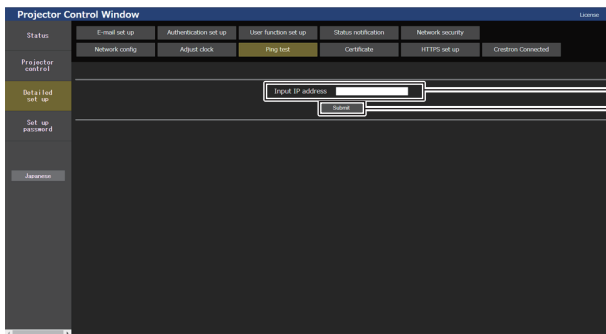 Projector Control Window
License
Status
E-mail set up
Authentication set up
User function set up
Status notification
Network security
Network config
Adjust clock
Ping test
Certificate
HTTPS set up
Crestron Connected
Projector
control
Detailed
set up
Set up
password
Japanese
Input IP address
Submit